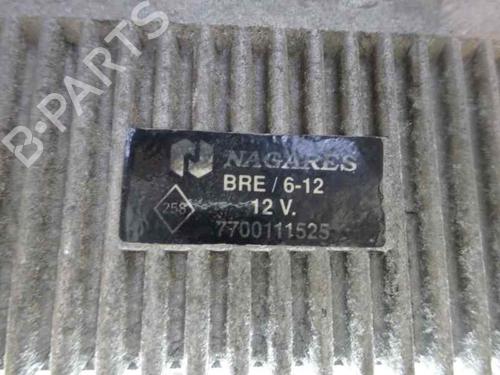 B-PARTS
NAGARES
BRE / 6-12
258
12 V.
7700111525